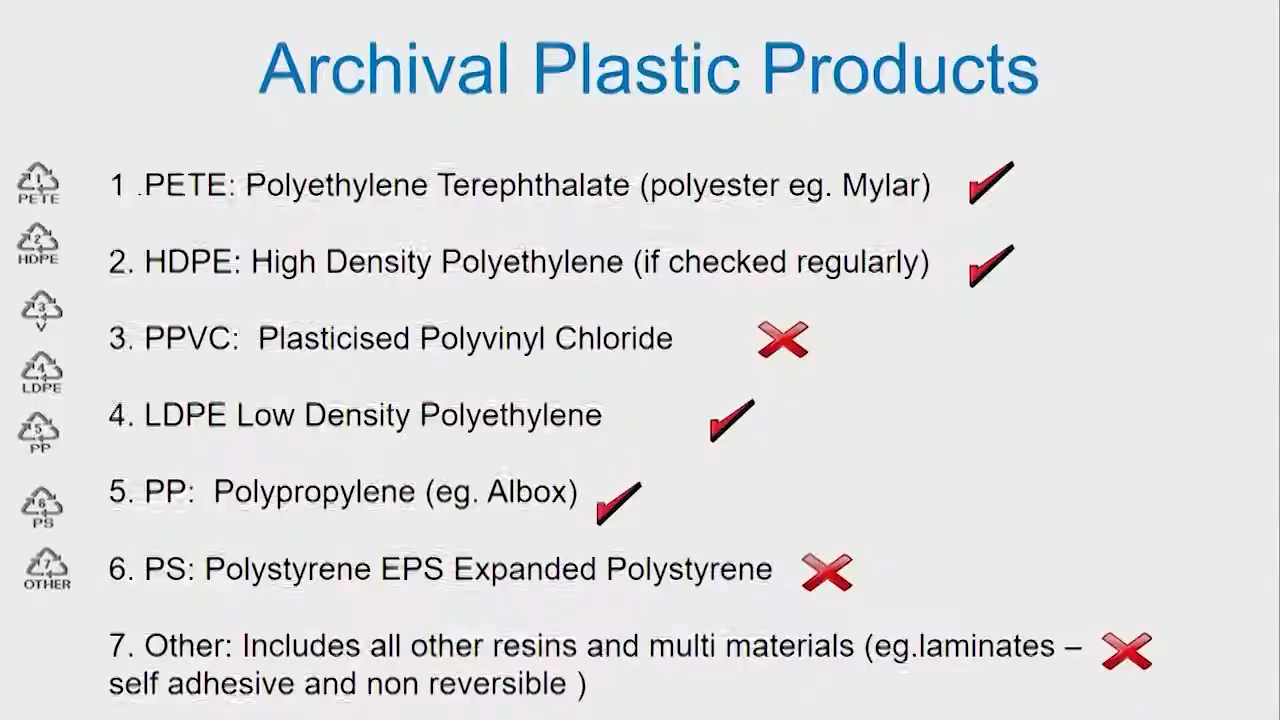 Archival Plastic Products
1 .PETE: Polyethylene Terephthalate (polyester eg. Mylar)
2. HDPE: High Density Polyethylene (if checked regularly)
3. PPVC: Plasticised Polyvinyl Chloride
4. LDPE Low Density Polyethylene
5. PP: Polypropylene (eg. Albox)
6. PS: Polystyrene EPS Expanded Polystyrene
7. Other: Includes all other resins and multi materials (eg.laminates –
self adhesive and non reversible )
1
PETE
2
HDPE
3
V
4
LDPE
5
PP
6
PS
7
OTHER